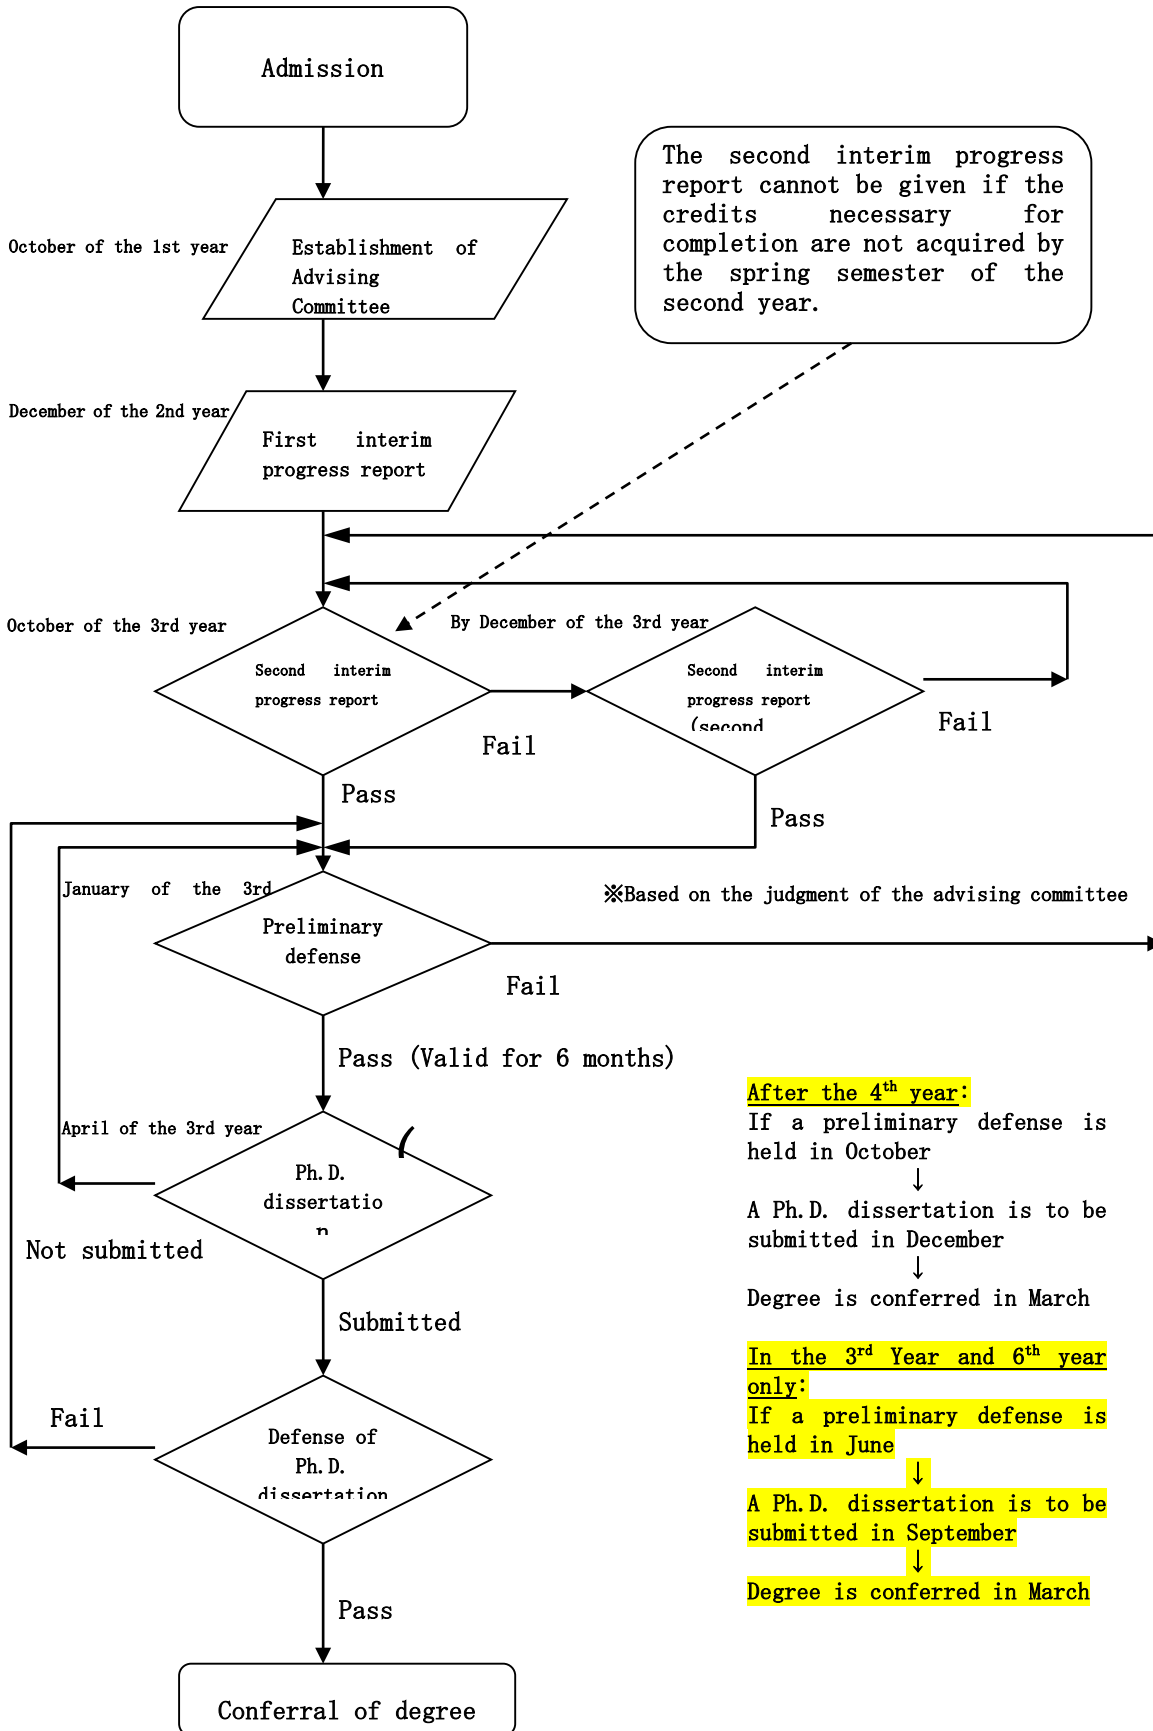 Admission
The second interim progress
report cannot be given if the
credits necessary for
completion are not acquired by
the spring semester of the
second year.
October of the 1st year
Establishment of
Advising
Committee
December of the 2nd year
First interim
progress report
October of the 3rd year
By December of the 3rd year
Second interim
progress report
Second interim
progress report
(second
Fail
Fail
Pass
Pass
January of the 3rd
※Based on the judgment of the advising committee
Preliminary
defense
Fail
Pass (Valid for 6 months)
April of the 3rd year
(
Ph.D.
dissertatio
n
Not submitted
Submitted
Fail
Defense of
Ph.D.
dissertation
Pass
Conferral of degree
After the 4th year:
If a preliminary defense is
held in October
↓
A Ph.D. dissertation is to be
submitted in December
↓
Degree is conferred in March
In the 3rd Year and 6th year
only:
If a preliminary defense is
held in June
↓
A Ph.D. dissertation is to be
submitted in September
↓
Degree is conferred in March